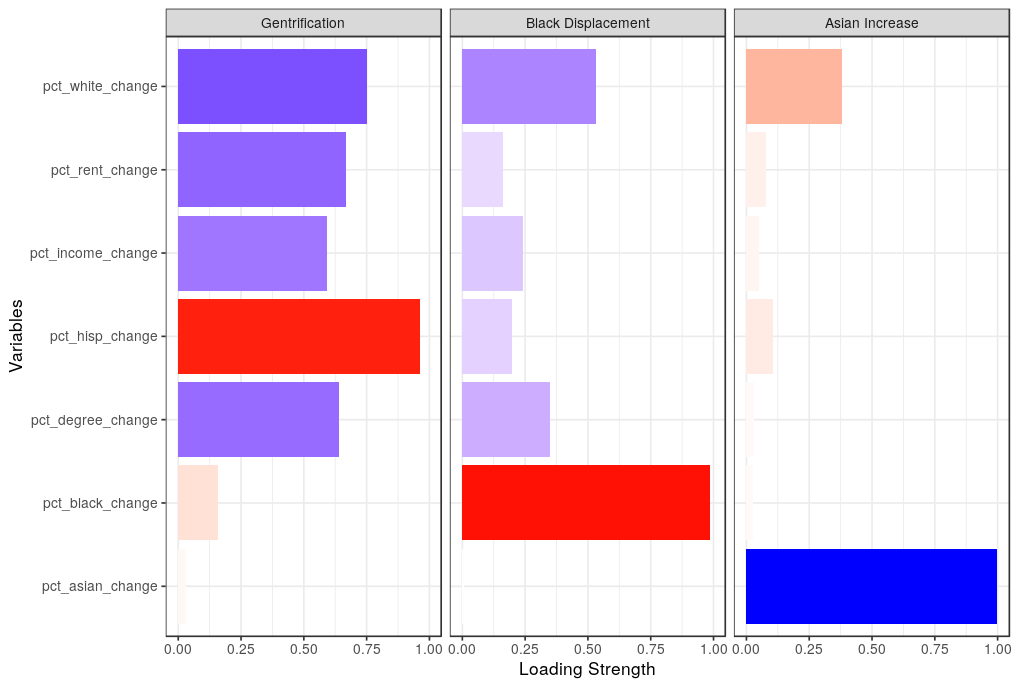 Gentrification
Black Displacement
Asian Increase
Variables
pct_white_change
pct_rent_change
pct_income_change
pct_hisp_change
pct_degree_change
pct_black_change
pct_asian_change
0.00 0.25 0.50 0.75 1.00
0.00 0.25 0.50 0.75 1.00
0.00 0.25 0.50 0.75 1.00
Loading Strength